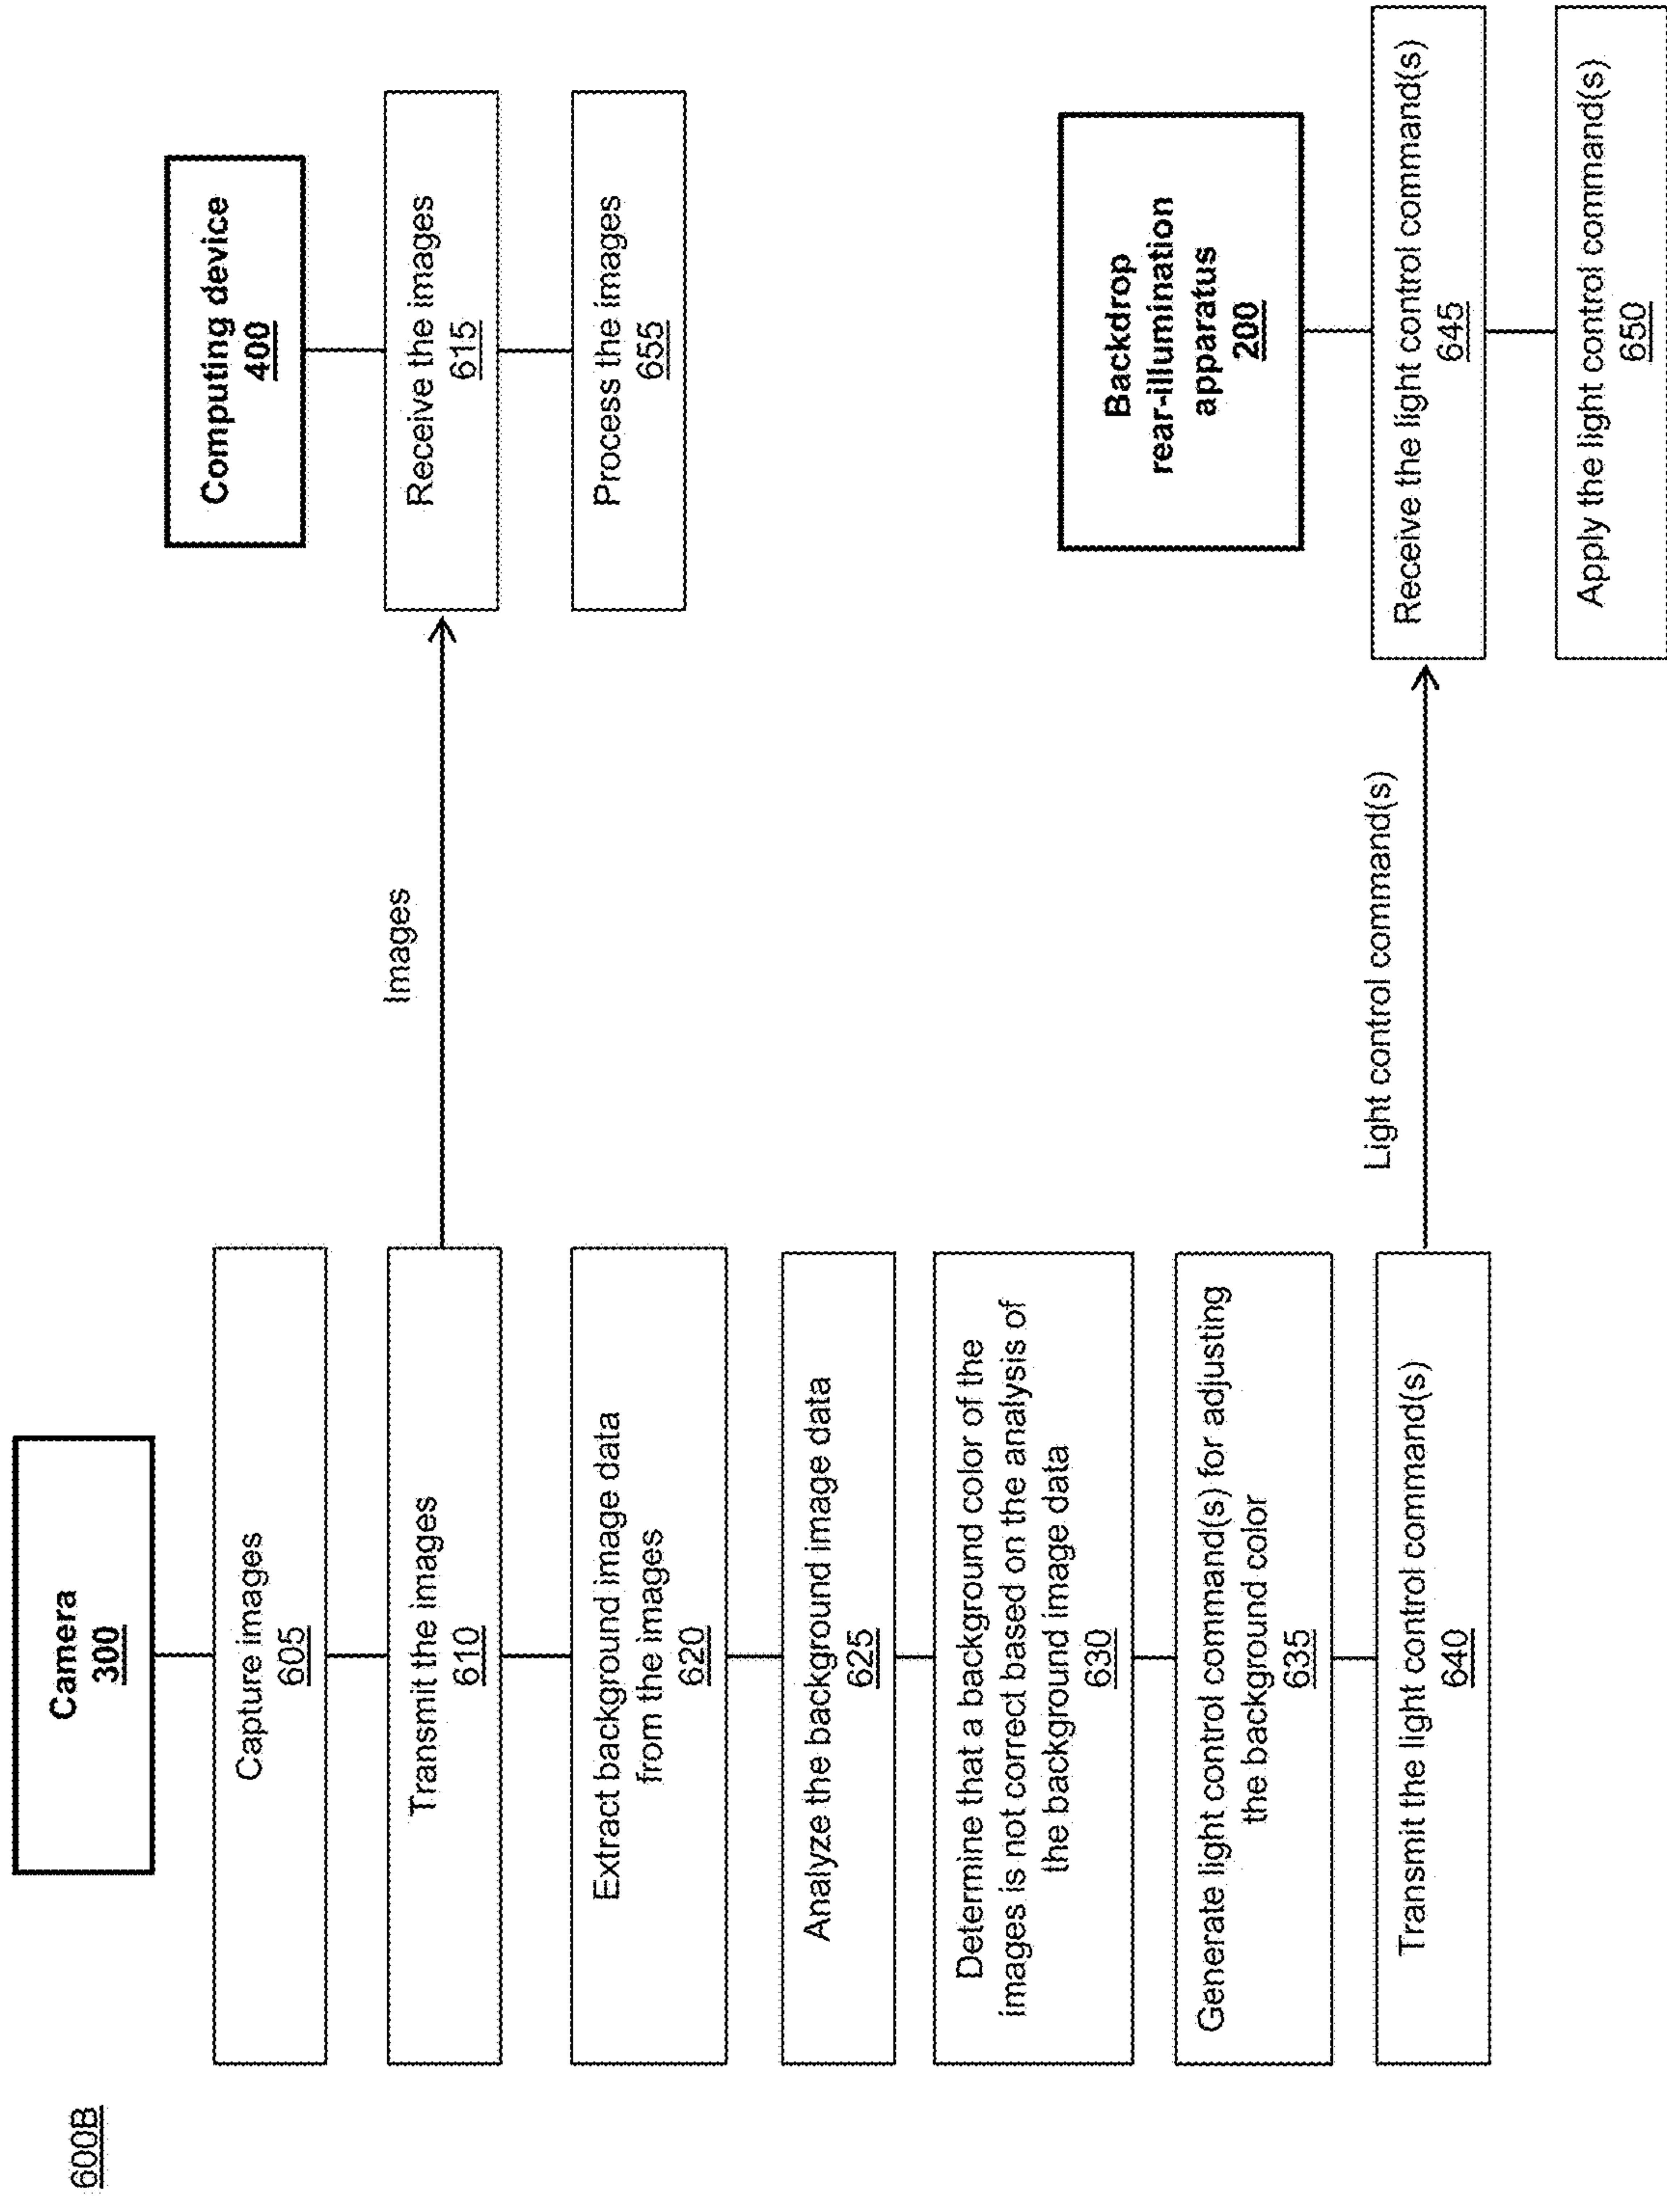 600B
Camera
300
Capture images
605
Transmit the images
610
Extract background image data
from the images
620
Analyze the background image data
625
Determine that a background color of the
images is not correct based on the analysis of
the background image data
630
Generate light control command(s) for adjusting
the background color
635
Transmit the light control command(s)
640
Images
Light control command(s)
Computing device
400
Receive the images
615
Process the images
655
Backdrop
rear-illumination
apparatus
200
Receive the light control command(s)
645
Apply the light control command(s)
650